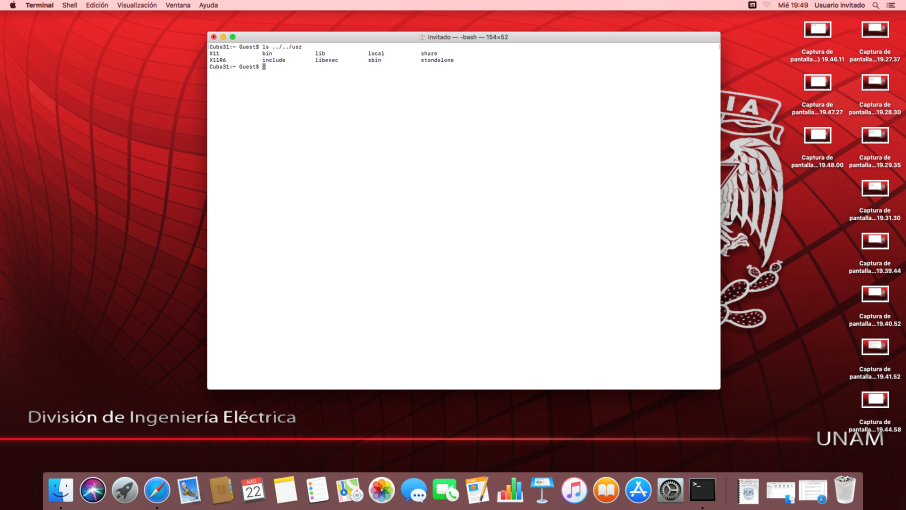 Terminal Shell Edición Visualización Ventana Ayuda
Mié 19:49 Usuario invitado
Invitado — -bash — 154×52
Cuba31:~ Guest$ ls ../../usr
X11 bin lib local share
X11R6 include libexec sbin standalone
Cuba31:~ Guest$
Captura de pantalla...) 19.46.11
Captura de pantalla...19.27.37
Captura de pantalla...19.47.27
Captura de pantalla...19.28.30
Captura de pantalla...19.48.00
Captura de pantalla...19.29.35
Captura de pantalla...19.31.30
Captura de pantalla...19.39.44
Captura de pantalla...19.40.52
Captura de pantalla...19.41.52
Captura de pantalla...19.44.58
División de Ingeniería Eléctrica
UNAM
AGO
22